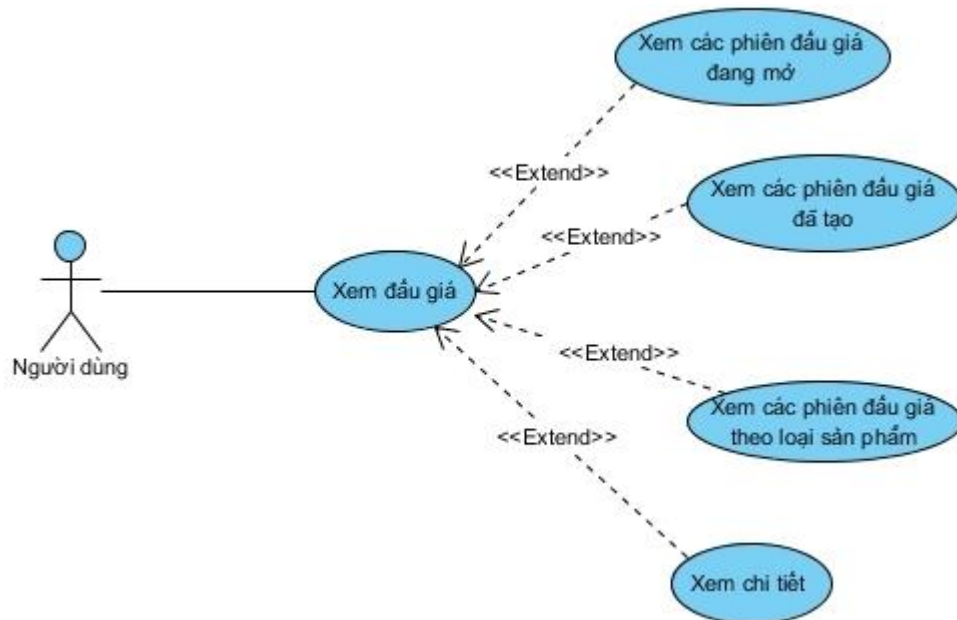 Xem các phiên đấu giá
đang mở
<<Extend>>
Xem các phiên đấu giá
đã tạo
<<Extend>>
Xem đấu giá
Người dùng
<<Extend>>
Xem các phiên đấu giá
theo loại sản phẩm
<<Extend>>
Xem chi tiết